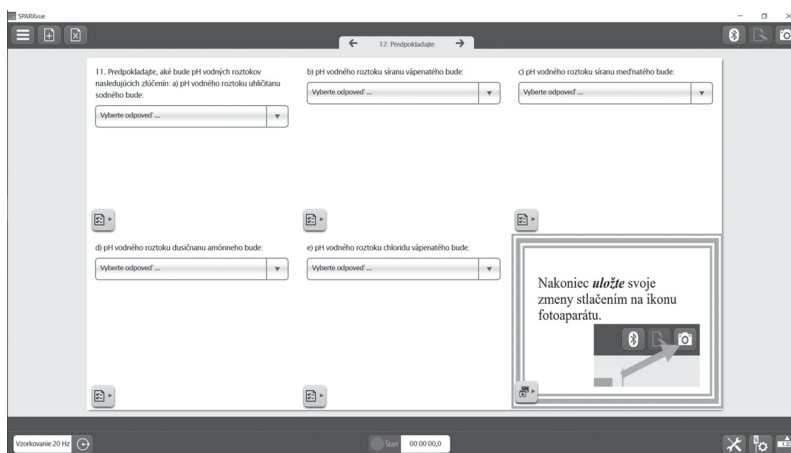 SPARKvue
12: Predpokladajte
11. Predpokladajte, aké bude pH vodných roztokov
nasledujúcich zlúčenín: a) pH vodného roztoku uhličitanu
sodného bude:
Vyberte odpoveď ...
b) pH vodného roztoku síranu vápenatého bude:
Vyberte odpoveď ...
c) pH vodného roztoku síranu meďnatého bude:
Vyberte odpoveď ...
d) pH vodného roztoku dusičnanu amónneho bude:
Vyberte odpoveď ...
e) pH vodného roztoku chloridu vápenatého bude:
Vyberte odpoveď ...
Nakoniec uložte svoje
zmeny stlačením na ikonu
fotoaparátu.
Vzorkovanie 20 Hz
Štart
00:00:00,0